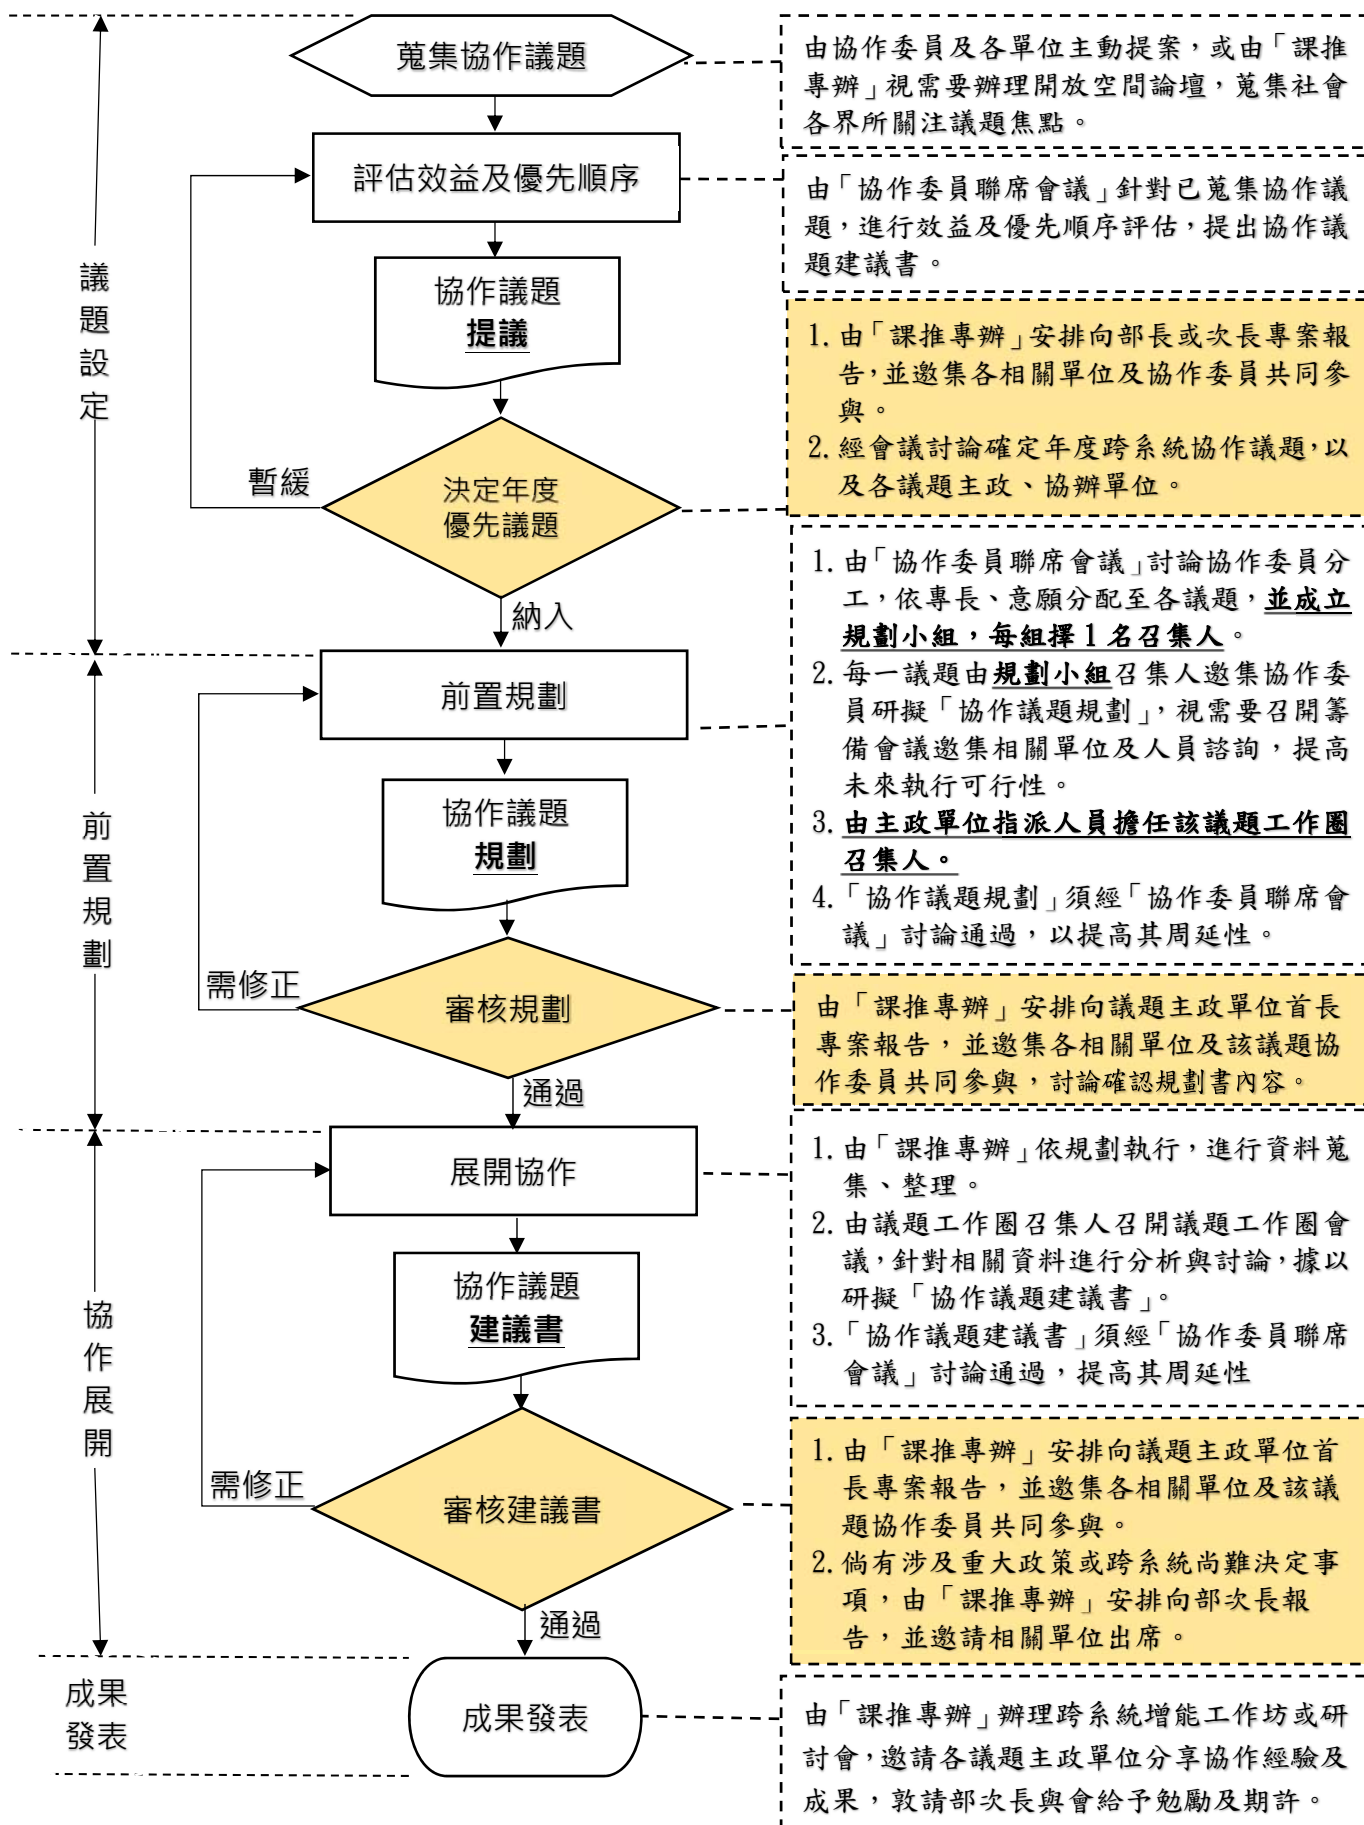 蒐集協作議題
由協作委員及各單位主動提案，或由「課推
專辦」視需要辦理開放空間論壇，蒐集社會
各界所關注議題焦點。
評估效益及優先順序
由「協作委員聯席會議」針對已蒐集協作議
題，進行效益及優先順序評估，提出協作議
題建議書。
議
題
設
定
協作議題
提議
1. 由「課推專辦」安排向部長或次長專案報
告，並邀集各相關單位及協作委員共同參
與。
2. 經會議討論確定年度跨系統協作議題，以
及各議題主政、協辦單位。
暫緩
決定年度
優先議題
納入
1. 由「協作委員聯席會議」討論協作委員分
工，依專長、意願分配至各議題，並成立
規劃小組，每組擇1名召集人。
2. 每一議題由規劃小組召集人邀集協作委
員研擬「協作議題規劃」，視需要召開籌
備會議邀集相關單位及人員諮詢，提高
未來執行可行性。
3. 由主政單位指派人員擔任該議題工作圈
召集人。
4. 「協作議題規劃」須經「協作委員聯席會
議」討論通過，以提高其周延性。
前置規劃
前
置
規
劃
協作議題
規劃
需修正
審核規劃
通過
由「課推專辦」安排向議題主政單位首長
專案報告，並邀集各相關單位及該議題協
作委員共同參與，討論確認規劃書內容。
展開協作
1. 由「課推專辦」依規劃執行，進行資料蒐
集、整理。
2. 由議題工作圈召集人召開議題工作圈會
議，針對相關資料進行分析與討論，據以
研擬「協作議題建議書」。
3. 「協作議題建議書」須經「協作委員聯席
會議」討論通過，提高其周延性
協
作
展
開
協作議題
建議書
需修正
審核建議書
通過
1. 由「課推專辦」安排向議題主政單位首
長專案報告，並邀集各相關單位及該議
題協作委員共同參與。
2. 倘有涉及重大政策或跨系統尚難決定事
項，由「課推專辦」安排向部次長報
告，並邀請相關單位出席。
成果
發表
成果發表
由「課推專辦」辦理跨系統增能工作坊或研
討會，邀請各議題主政單位分享協作經驗及
成果，敦請部次長與會給予勉勵及期許。